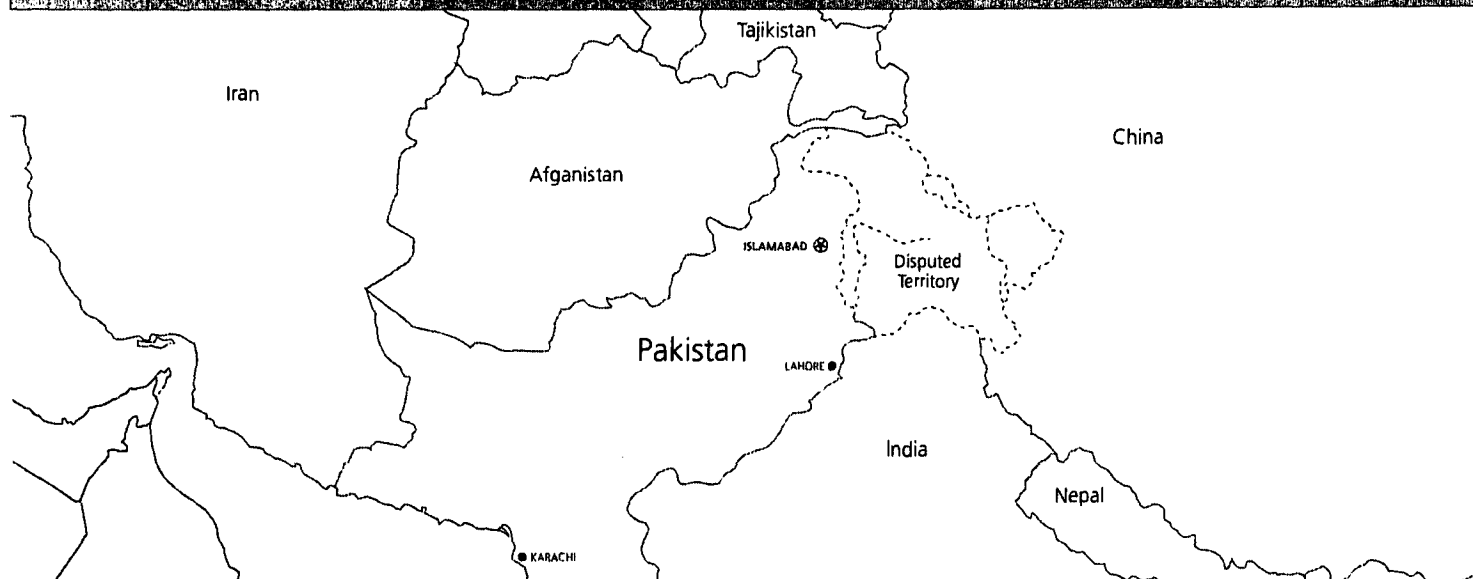 Tajikistan
Iran
China
Afganistan
ISLAMABAD
Disputed
Territory
Pakistan
LAHORE
India
Nepal
KARACHI